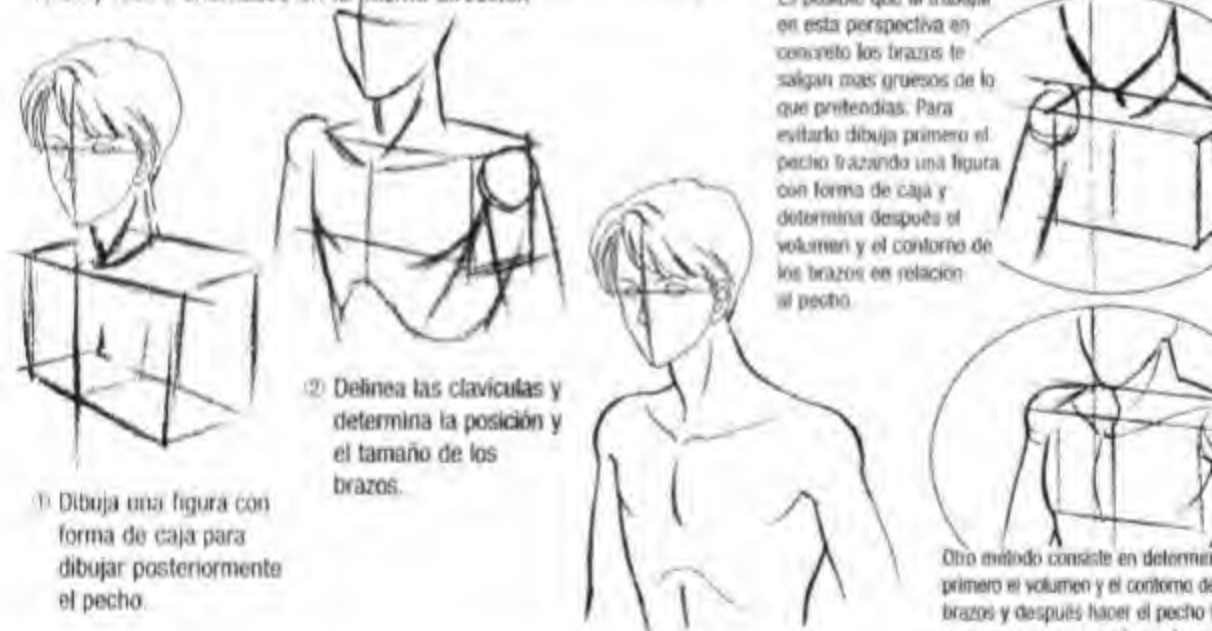 en la misma dirección
① Dibuja una figura con
forma de caja para
dibujar posteriormente
el pecho.
② Delinea las clavículas y
determina la posición y
el tamaño de los
brazos.
Es posible que al trabajar
en esta perspectiva en
concreto los brazos te
salgan mas gruesos de lo
que pretendías. Para
evitarlo dibuja primero el
pecho trazando una figura
con forma de caja y
determina después el
volumen y el contorno de
los brazos en relación
al pecho.
Otro método consiste en
primero el volumen y el contorno
brazos y después hacer el pecho